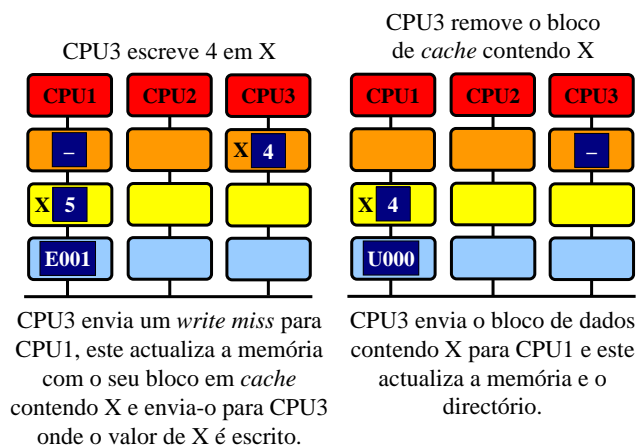 CPU3 escreve 4 em X
CPU1 CPU2 CPU3
– X 4
X 5
E001
CPU3 envia um write miss para
CPU1, este actualiza a memória
com o seu bloco em cache
contendo X e envia-o para CPU3
onde o valor de X é escrito.
CPU3 remove o bloco
de cache contendo X
CPU1 CPU2 CPU3
–
X 4
U000
CPU3 envia o bloco de dados
contendo X para CPU1 e este
actualiza a memória e o
directório.